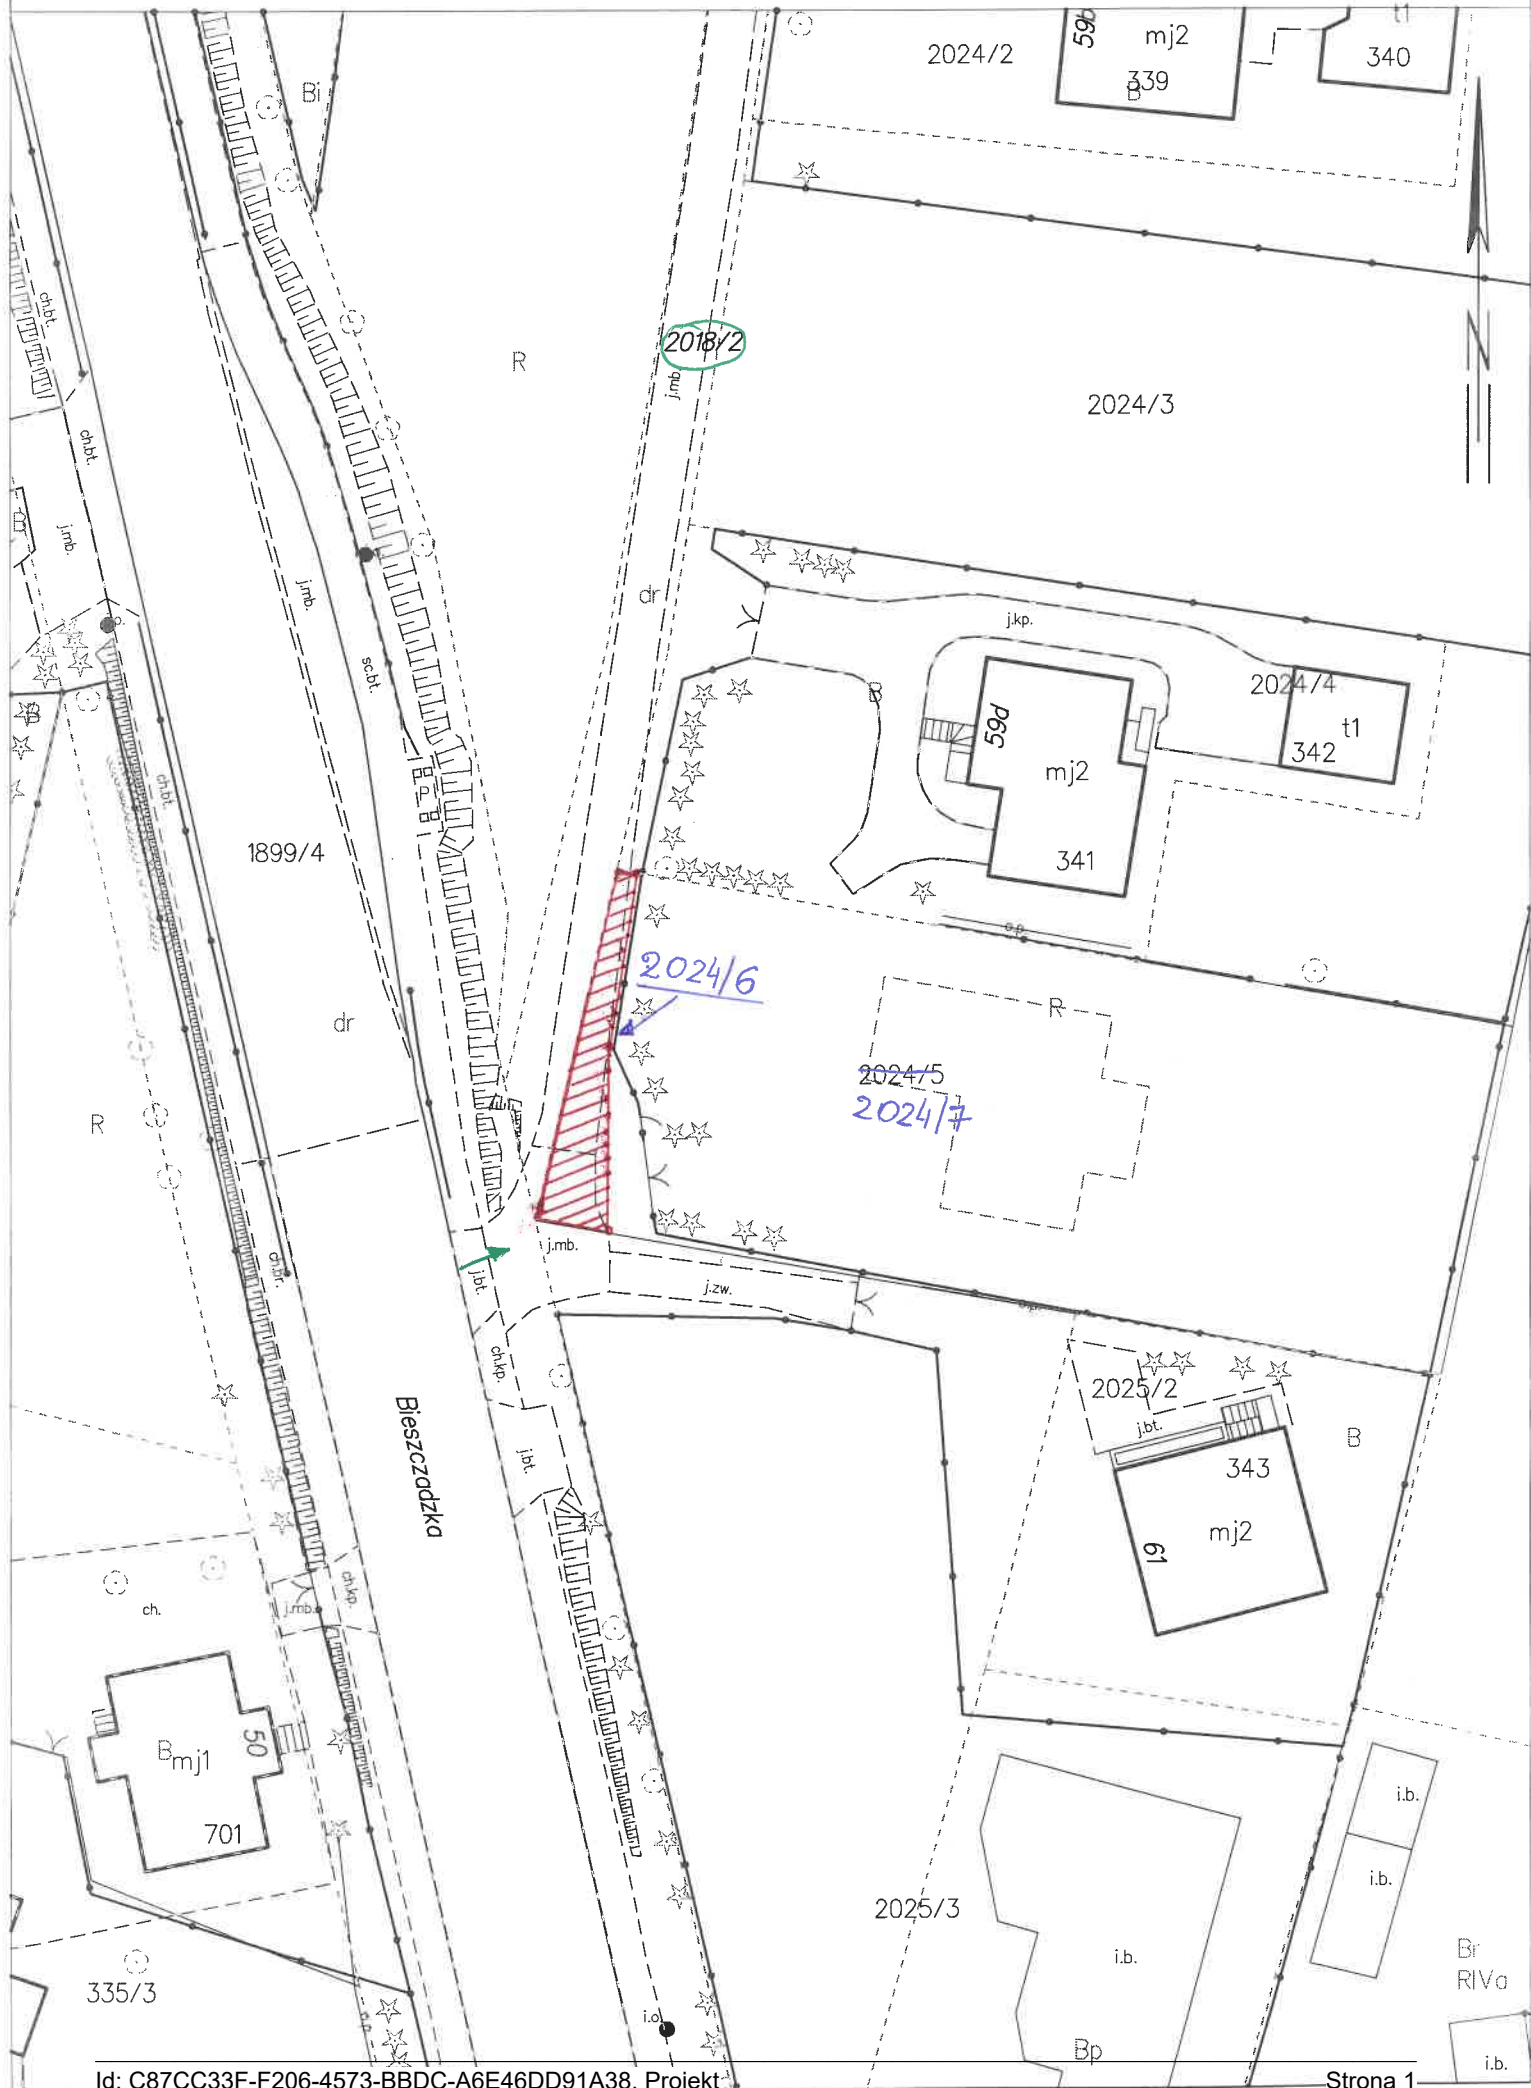 2024/2
59b
mj2
339
B
t1
340
Bi
ch.bt.
R
2018/2
j.mb.
2024/3
N
ch.bt.
B
j.mb.
j.mb.
dr
j.kp.
sc.bt.
B
2024/4
59d
mj2
t1
342
341
B
ch.bt.
P
1899/4
o.p.
2024/6
R
dr
2024/5
2024/7
R
j.mb.
j.bt.
j.zw.
o.p.
ch.br.
ch.kp.
2025/2
j.bt.
B
343
mj2
61
Bieszczadzka
j.bt.
ch.
j.mb.
ch.kp.
B
mj1
50
701
i.b.
i.b.
2025/3
i.b.
Br
RIVa
335/3
o.p.
i.o.
Bp
i.b.
Id: C87CC33F-F206-4573-BBDC-A6E46DD91A38. Projekt
Strona 1